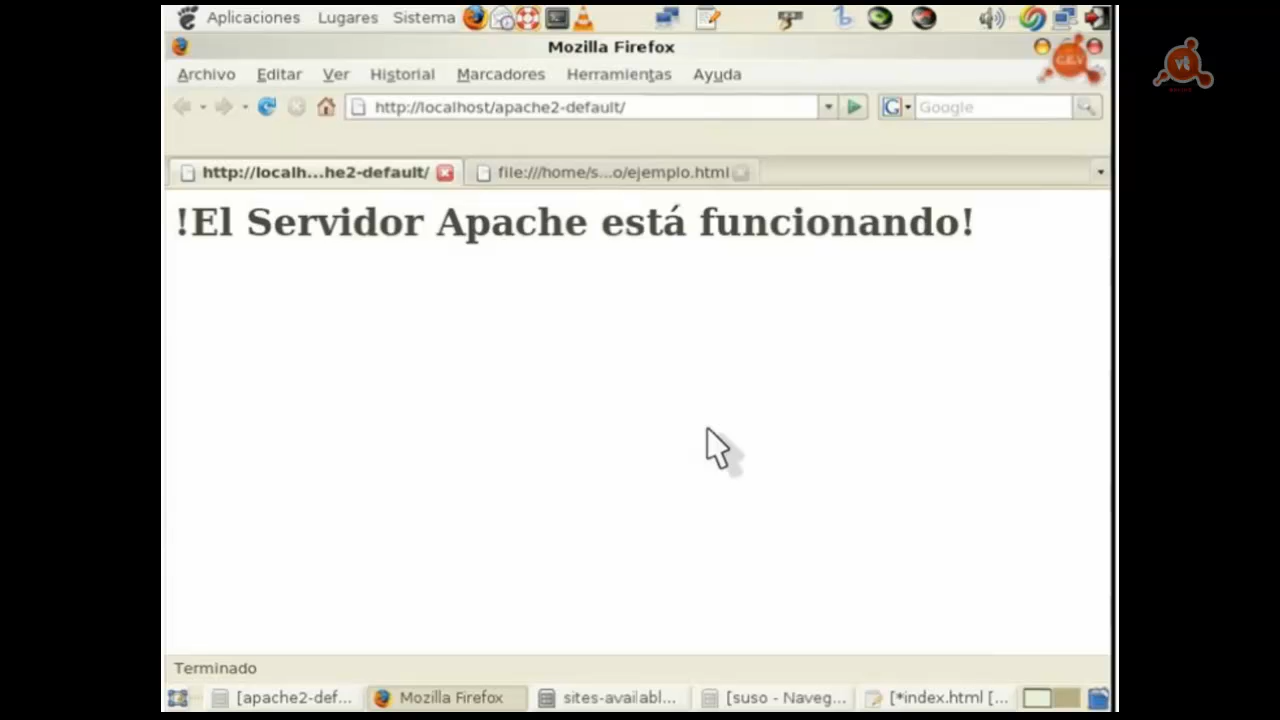 Aplicaciones Lugares Sistema
Mozilla Firefox
Archivo Editar Ver Historial Marcadores Herramientas Ayuda
http://localhost/apache2-default/ G Google
http://localh...he2-default/ file:///home/s...o/ejemplo.html
!El Servidor Apache está funcionando!
Terminado
[apache2-def... Mozilla Firefox sites-availabl... [suso - Naveg... [*index.html [...